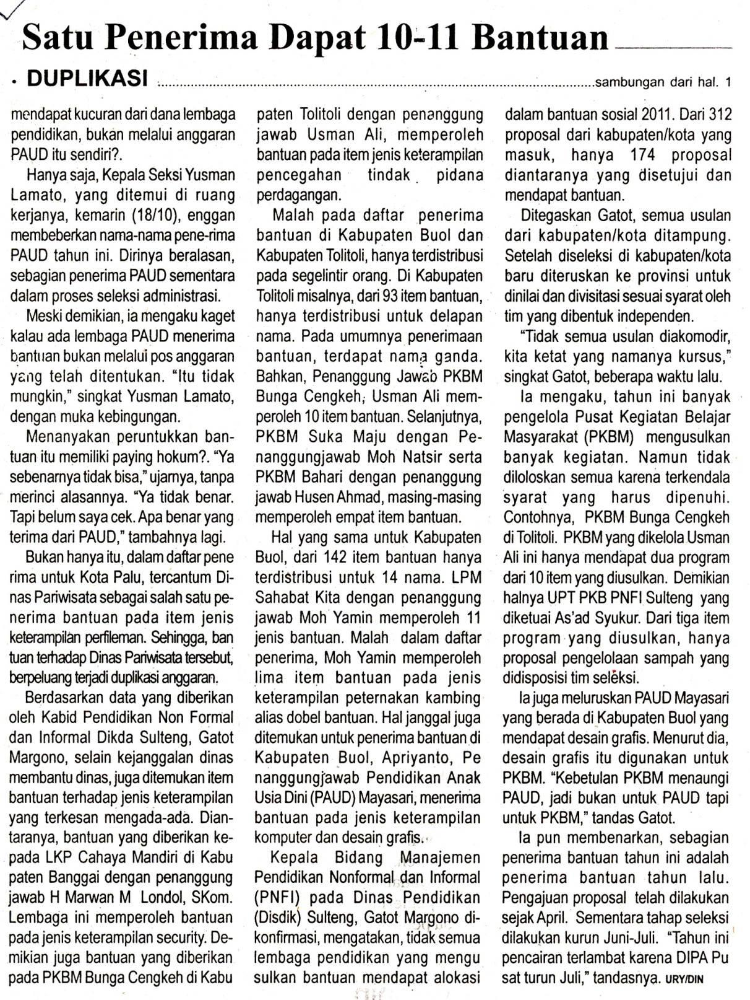 Satu Penerima Dapat 10-11 Bantuan
• DUPLIKASI ........ sambungan dari hal. 1
mendapat kucuran dari dana lembaga
pendidikan, bukan melalui anggaran
PAUD itu sendiri?.
Hanya saja, Kepala Seksi Yusman
Lamato, yang ditemui di ruang
kerjanya, kemarin (18/10), enggan
membeberkan nama-nama pene-rima
PAUD tahun ini. Dirinya beralasan,
sebagian penerima PAUD sementara
dalam proses seleksi administrasi.
Meski demikian, ia mengaku kaget
kalau ada lembaga PAUD menerima
bantuan bukan melalui pos anggaran
yang telah ditentukan. “Itu tidak
mungkin,” singkat Yusman Lamato,
dengan muka kebingungan.
Menanyakan peruntukkan ban-
tuan itu memiliki paying hokum?. “Ya
sebenarnya tidak bisa,” ujarnya, tanpa
merinci alasannya. “Ya tidak benar.
Tapi belum saya cek. Apa benar yang
terima dari PAUD,” tambahnya lagi.
Bukan hanya itu, dalam daftar pene
rima untuk Kota Palu, tercantum Di-
nas Pariwisata sebagai salah satu pe-
nerima bantuan pada item jenis
keterampilan perfileman. Sehingga, ban
tuan terhadap Dinas Pariwisata tersebut,
berpeluang terjadi duplikasi anggaran.
Berdasarkan data yang diberikan
oleh Kabid Pendidikan Non Formal
dan Informal Dikda Sulteng, Gatot
Margono, selain kejanggalan dinas
membantu dinas, juga ditemukan item
bantuan terhadap jenis keterampilan
yang terkesan mengada-ada. Dian-
taranya, bantuan yang diberikan ke-
pada LKP Cahaya Mandiri di Kabu
paten Banggai dengan penanggung
jawab H Marwan M Londol, SKom.
Lembaga ini memperoleh bantuan
pada jenis keterampilan security. De-
mikian juga bantuan yang diberikan
pada PKBM Bunga Cengkeh di Kabu
paten Tolitoli dengan penanggung
jawab Usman Ali, memperoleh
bantuan pada item jenis keterampilan
pencegahan tindak pidana
perdagangan.
Malah pada daftar penerima
bantuan di Kabupaten Buol dan
Kabupaten Tolitoli, hanya terdistribusi
pada segelintir orang. Di Kabupaten
Tolitoli misalnya, dari 93 item bantuan,
hanya terdistribusi untuk delapan
nama. Pada umumnya penerimaan
bantuan, terdapat nama ganda.
Bahkan, Penanggung Jawab PKBM
Bunga Cengkeh, Usman Ali mem-
peroleh 10 item bantuan. Selanjutnya,
PKBM Suka Maju dengan Pe-
nanggungjawab Moh Natsir serta
PKBM Bahari dengan penanggung
jawab Husen Ahmad, masing-masing
memperoleh empat item bantuan.
Hal yang sama untuk Kabupaten
Buol, dari 142 item bantuan hanya
terdistribusi untuk 14 nama. LPM
Sahabat Kita dengan penanggung
jawab Moh Yamin memperoleh 11
jenis bantuan. Malah dalam daftar
penerima, Moh Yamin memperoleh
lima item bantuan pada jenis
keterampilan peternakan kambing
alias dobel bantuan. Hal janggal juga
ditemukan untuk penerima bantuan di
Kabupaten Buol, Apriyanto, Pe
nanggungjawab Pendidikan Anak
Usia Dini (PAUD) Mayasari, menerima
bantuan pada jenis keterampilan
komputer dan desain grafis.
Kepala Bidang Manajemen
Pendidikan Nonformal dan Informal
(PNFI) pada Dinas Pendidikan
(Disdik) Sulteng, Gatot Margono di-
konfirmasi, mengatakan, tidak semua
lembaga pendidikan yang mengu
sulkan bantuan mendapat alokasi
dalam bantuan sosial 2011. Dari 312
proposal dari kabupaten/kota yang
masuk, hanya 174 proposal
diantaranya yang disetujui dan
mendapat bantuan.
Ditegaskan Gatot, semua usulan
dari kabupaten/kota ditampung.
Setelah diseleksi di kabupaten/kota
baru diteruskan ke provinsi untuk
dinilai dan divisitasi sesuai syarat oleh
tim yang dibentuk independen.
“Tidak semua usulan diakomodir,
kita ketat yang namanya kursus,”
singkat Gatot, beberapa waktu lalu.
Ia mengaku, tahun ini banyak
pengelola Pusat Kegiatan Belajar
Masyarakat (PKBM) mengusulkan
banyak kegiatan. Namun tidak
diloloskan semua karena terkendala
syarat yang harus dipenuhi.
Contohnya, PKBM Bunga Cengkeh
di Tolitoli. PKBM yang dikelola Usman
Ali ini hanya mendapat dua program
dari 10 item yang diusulkan. Demikian
halnya UPT PKB PNFI Sulteng yang
diketuai As’ad Syukur. Dari tiga item
program yang diusulkan, hanya
proposal pengelolaan sampah yang
didisposisi tim seleksi.
Ia juga meluruskan PAUD Mayasari
yang berada di Kabupaten Buol yang
mendapat desain grafis. Menurut dia,
desain grafis itu digunakan untuk
PKBM. “Kebetulan PKBM menaungi
PAUD, jadi bukan untuk PAUD tapi
untuk PKBM,” tandas Gatot.
Ia pun membenarkan, sebagian
penerima bantuan tahun ini adalah
penerima bantuan tahun lalu.
Pengajuan proposal telah dilakukan
sejak April. Sementara tahap seleksi
dilakukan kurun Juni-Juli. “Tahun ini
pencairan terlambat karena DIPA Pu
sat turun Juli,” tandasnya. URY/DIN